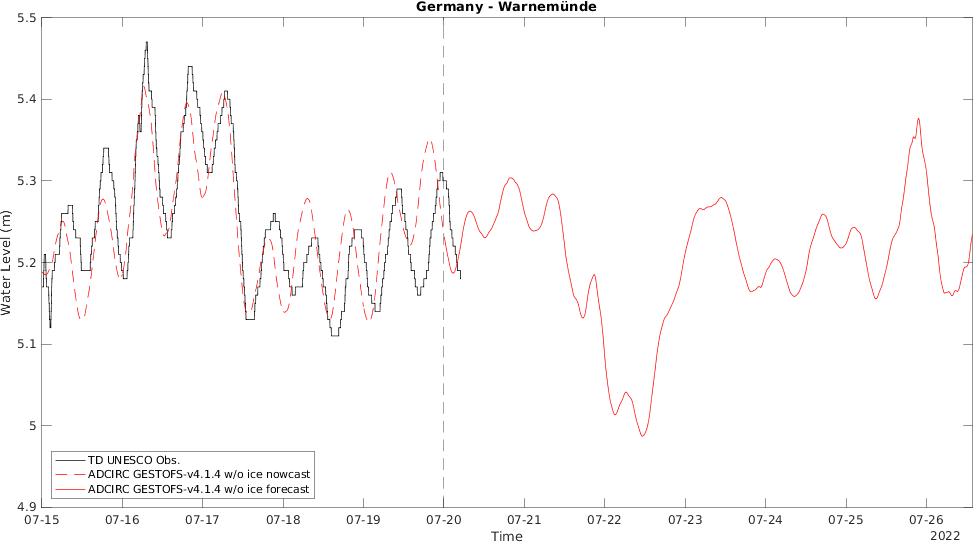 Germany - Warnemünde
Water Level (m)
5.5
5.4
5.3
5.2
5.1
5
4.9
TD UNESCO Obs.
ADCIRC GESTOFS-v4.1.4 w/o ice nowcast
ADCIRC GESTOFS-v4.1.4 w/o ice forecast
07-15 07-16 07-17 07-18 07-19 07-20 07-21 07-22 07-23 07-24 07-25 07-26
Time
2022